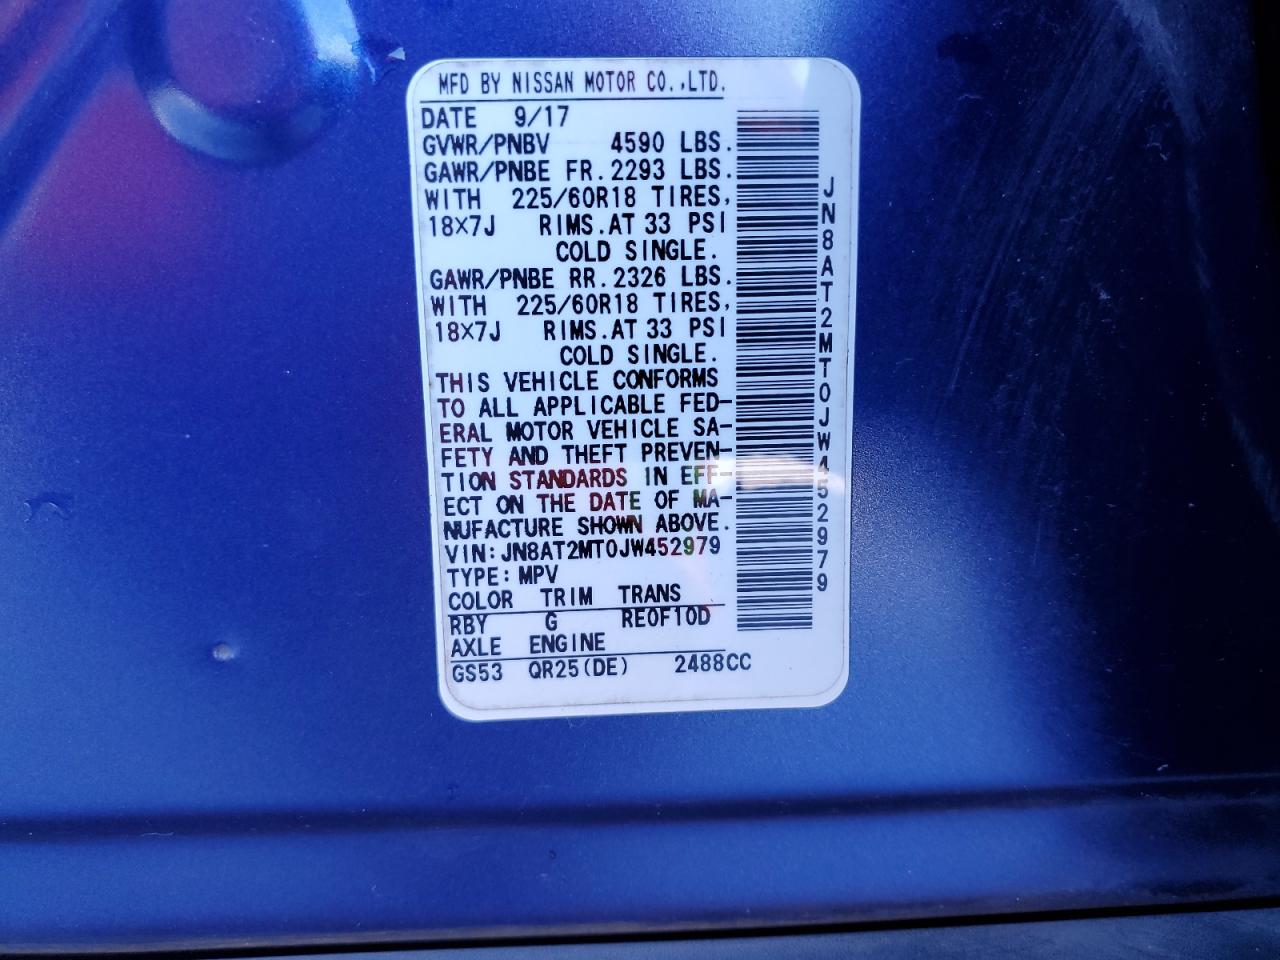 MFD BY NISSAN MOTOR CO.,LTD.
DATE 9/17
GVWR/PNBV 4590 LBS.
GAWR/PNBE FR.2293 LBS.
WITH 225/60R18 TIRES,
18X7J RIMS.AT 33 PSI
COLD SINGLE.
GAWR/PNBE RR.2326 LBS.
WITH 225/60R18 TIRES,
18X7J RIMS.AT 33 PSI
COLD SINGLE.
THIS VEHICLE CONFORMS
TO ALL APPLICABLE FED-
ERAL MOTOR VEHICLE SA-
FETY AND THEFT PREVEN-
TION STANDARDS IN EFF-
ECT ON THE DATE OF MA-
NUFACTURE SHOWN ABOVE.
VIN:JN8AT2MT0JW452979
TYPE:MPV
COLOR TRIM TRANS
RBY G RE0F10D
AXLE ENGINE
GS53 QR25(DE) 2488CC
JN8AT2MT0JW452979